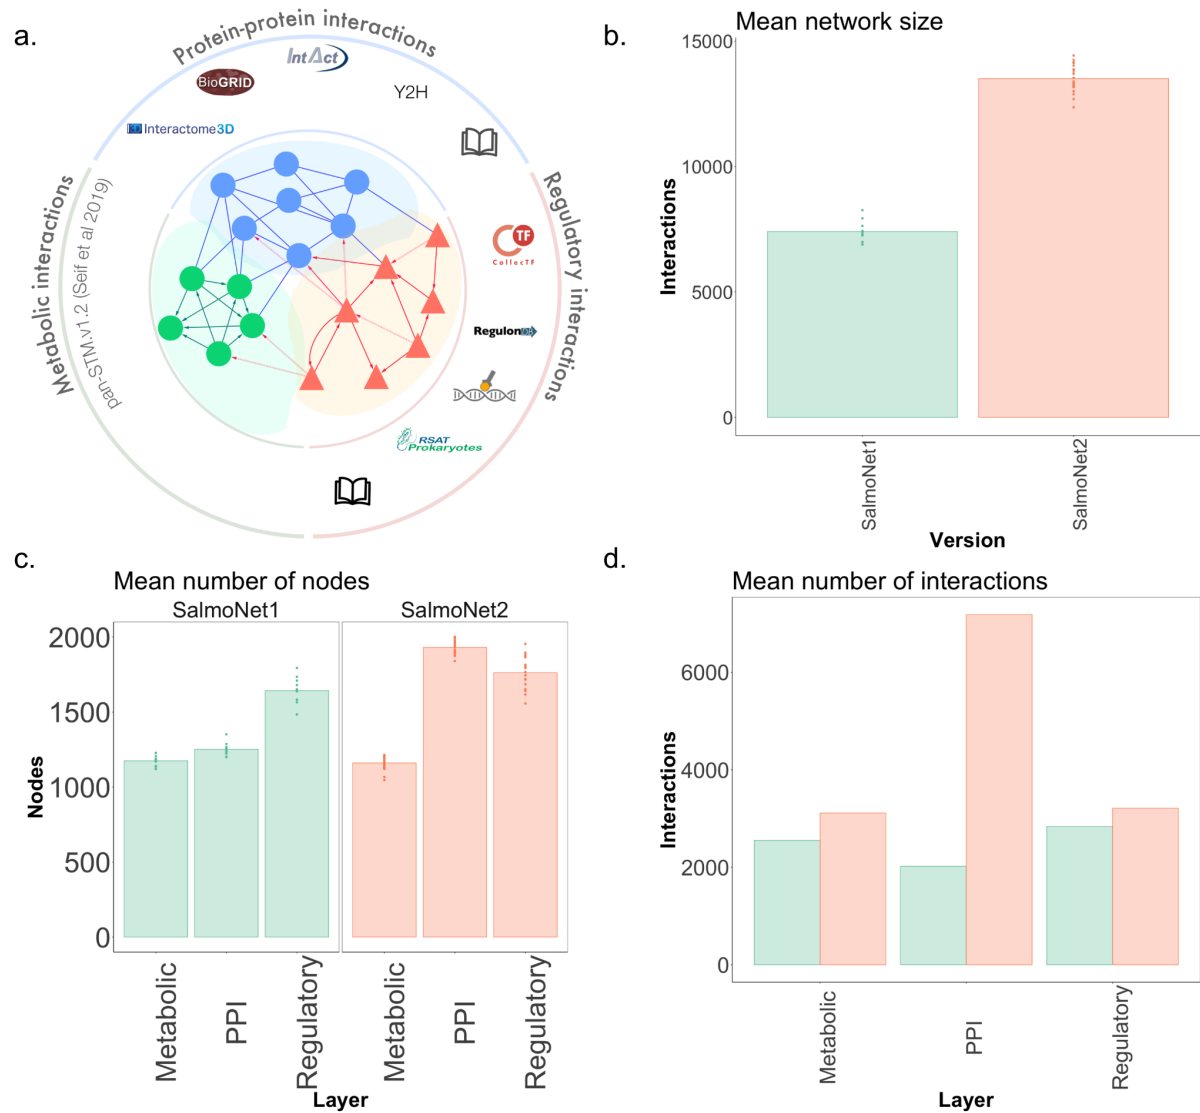 a.
Protein-protein interactions
IntAct
BioGRID
Y2H
Interactome3D
Metabolic interactions
pan-STM.v1.2 (Seif et al 2019)
Regulatory interactions
TF
CollecTF
RegulonDB
RSAT
Prokaryotes
b.
Mean network size
15000
10000
5000
0
Interactions
SalmoNet1
SalmoNet2
Version
c.
Mean number of nodes
SalmoNet1
SalmoNet2
2000
1500
1000
500
0
Nodes
Metabolic
PPI
Regulatory
Metabolic
PPI
Regulatory
Layer
d.
Mean number of interactions
6000
4000
2000
0
Interactions
Metabolic
PPI
Regulatory
Layer